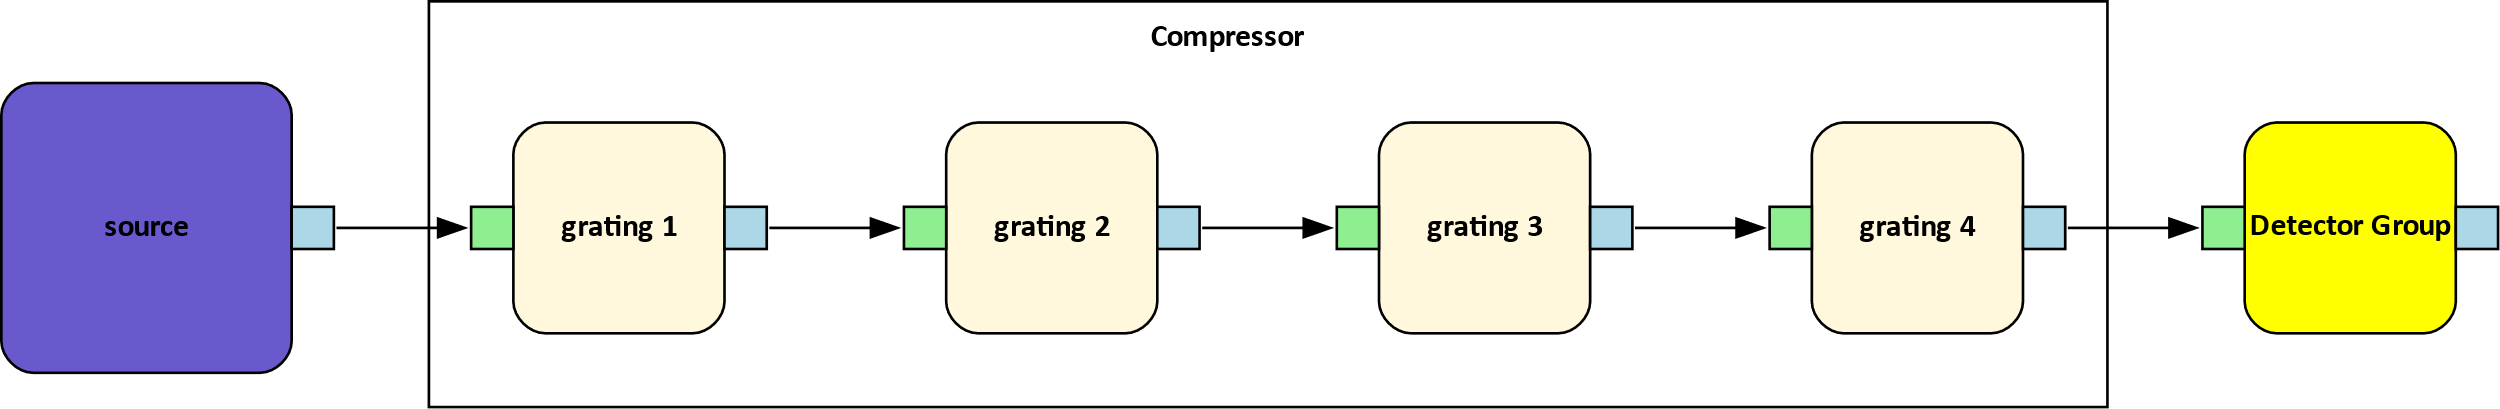 Compressor
source
grating 1
grating 2
grating 3
grating 4
Detector Group